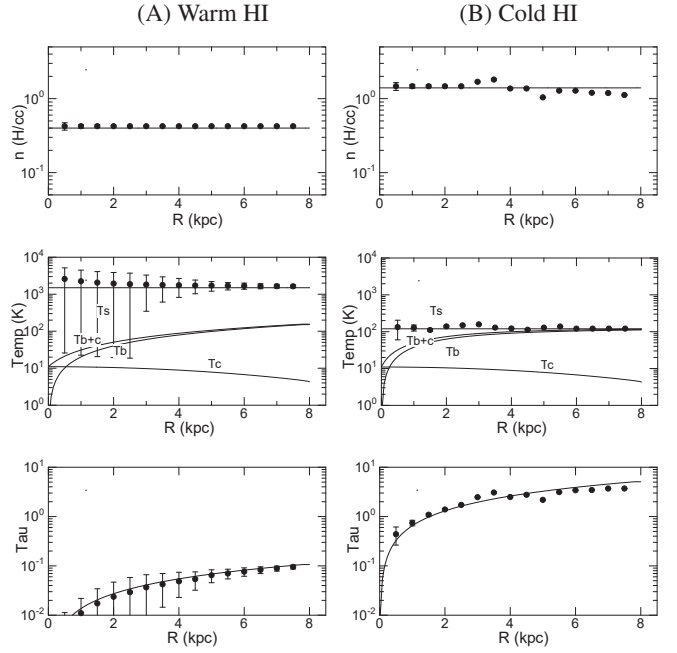 (A) Warm HI
(B) Cold HI
10^0
10^-1
n (H/cc)
0 2 4 6 8
R (kpc)
10^0
10^-1
n (H/cc)
0 2 4 6 8
R (kpc)
10^4
10^3
10^2
10^1
10^0
Temp (K)
Ts
Tb+c
Tb
Tc
0 2 4 6 8
R (kpc)
10^4
10^3
10^2
10^1
10^0
Temp (K)
Ts
Tb+c
Tb
Tc
0 2 4 6 8
R (kpc)
10^1
10^0
10^-1
10^-2
Tau
0 2 4 6 8
R (kpc)
10^1
10^0
10^-1
10^-2
Tau
0 2 4 6 8
R (kpc)